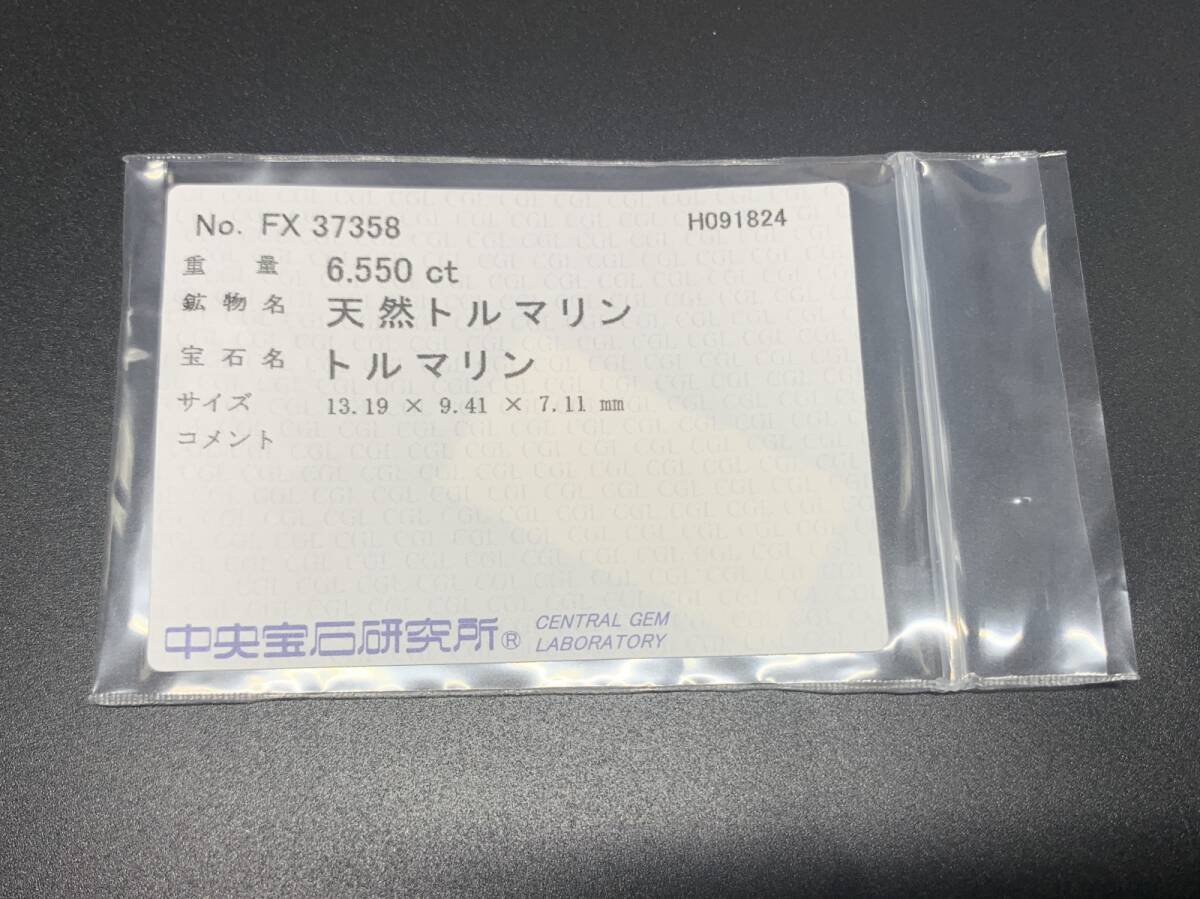 No. FX 37358 H091824
重量 6.550 ct
鉱物名 天然トルマリン
宝石名 トルマリン
サイズ 13.19 × 9.41 × 7.11 mm
コメント
中央宝石研究所® CENTRAL GEM
LABORATORY